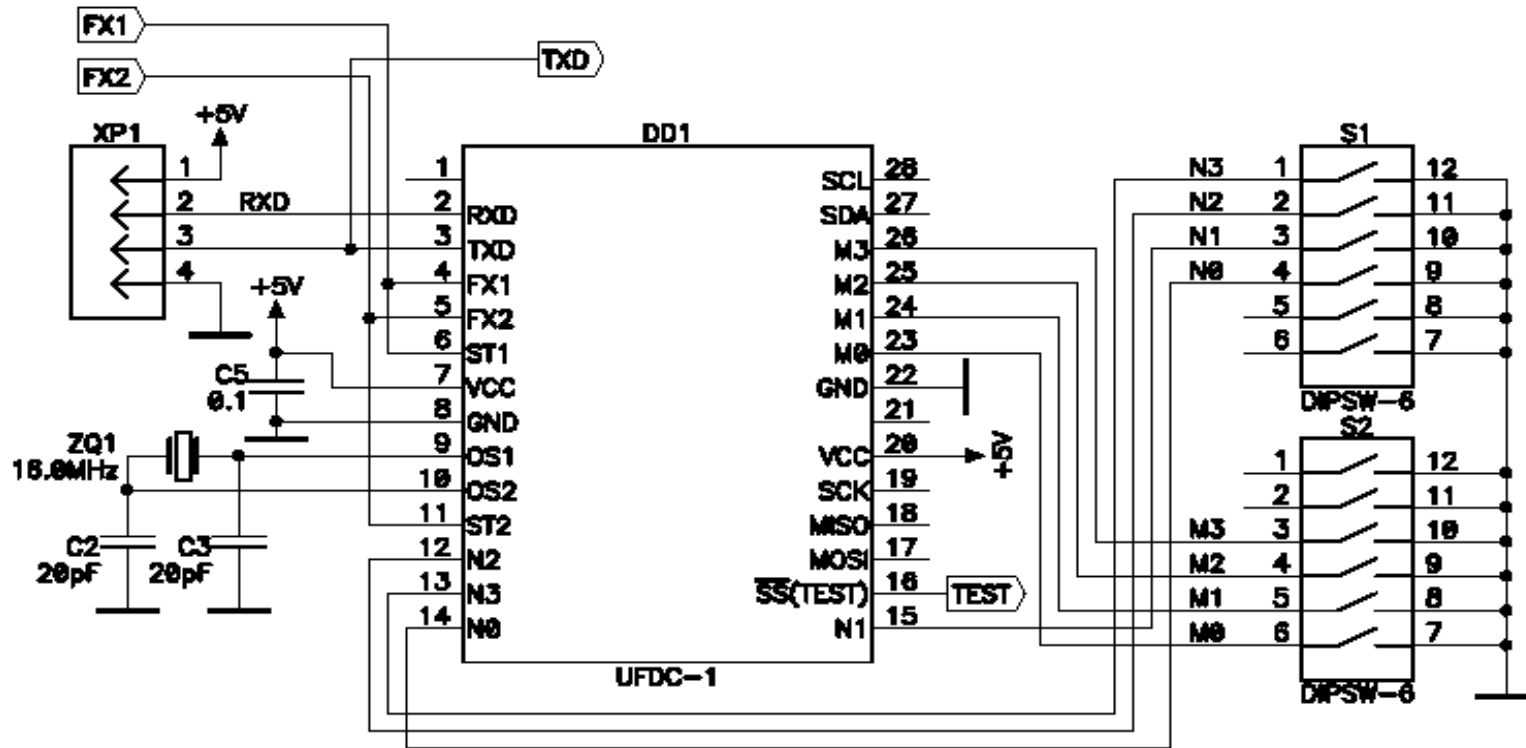 FX1
FX2
TXD
+5V
XP1
1
2
3
4
RXD
+5V
C5
0.1
ZQ1
16.0MHz
C2
20pF
C3
20pF
DD1
1
2 RXD
3 TXD
4 FX1
5 FX2
6 ST1
7 VCC
8 GND
9 OS1
10 OS2
11 ST2
12 N2
13 N3
14 N0
SCL 28
SDA 27
M3 26
M2 25
M1 24
M0 23
GND 22
21
VCC 20
+5V
SCK 19
MISO 18
MOSI 17
SS(TEST) 16
TEST
N1 15
UFDC-1
S1
N3 1 12
N2 2 11
N1 3 10
N0 4 9
5 8
6 7
DIPSW-6
S2
1 12
2 11
M3 3 10
M2 4 9
M1 5 8
M0 6 7
DIPSW-6